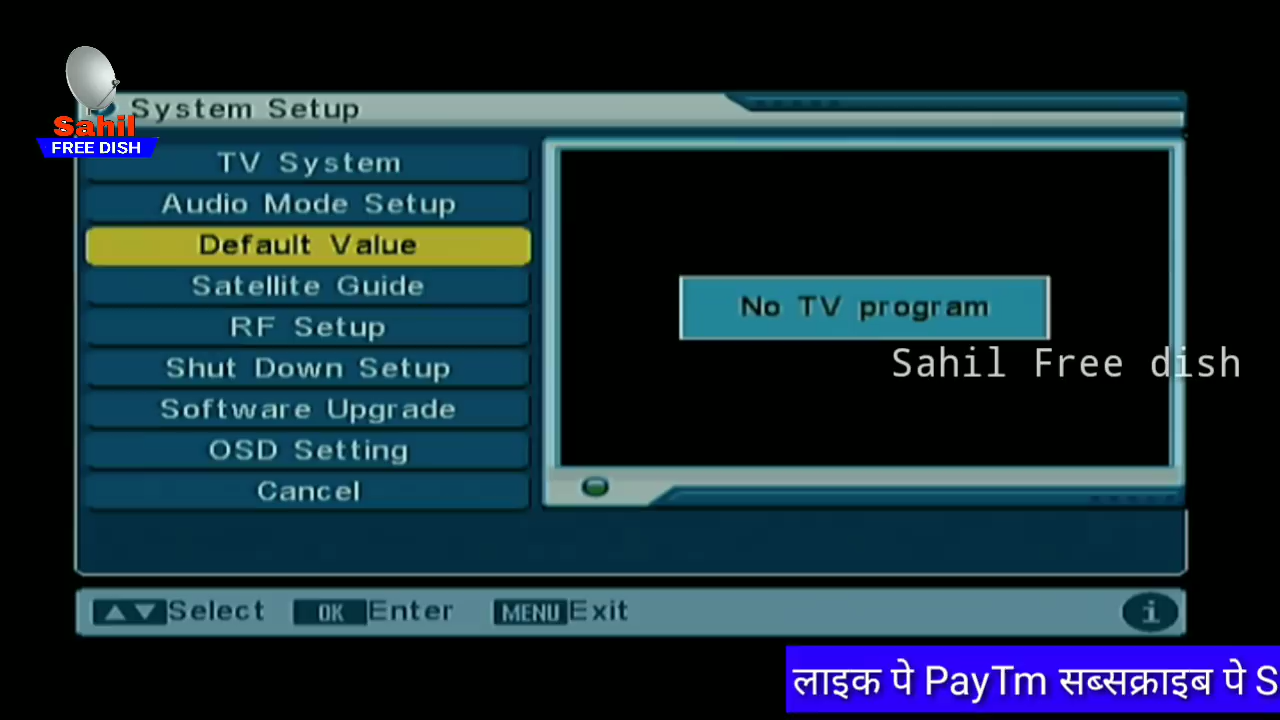 System Setup
Sahil
FREE DISH
TV System
Audio Mode Setup
Default Value
Satellite Guide
RF Setup
Shut Down Setup
Software Upgrade
OSD Setting
Cancel
No TV program
Sahil Free dish
Select OK Enter MENU Exit
i
लाइक पे PayTm सब्सक्राइब पे S